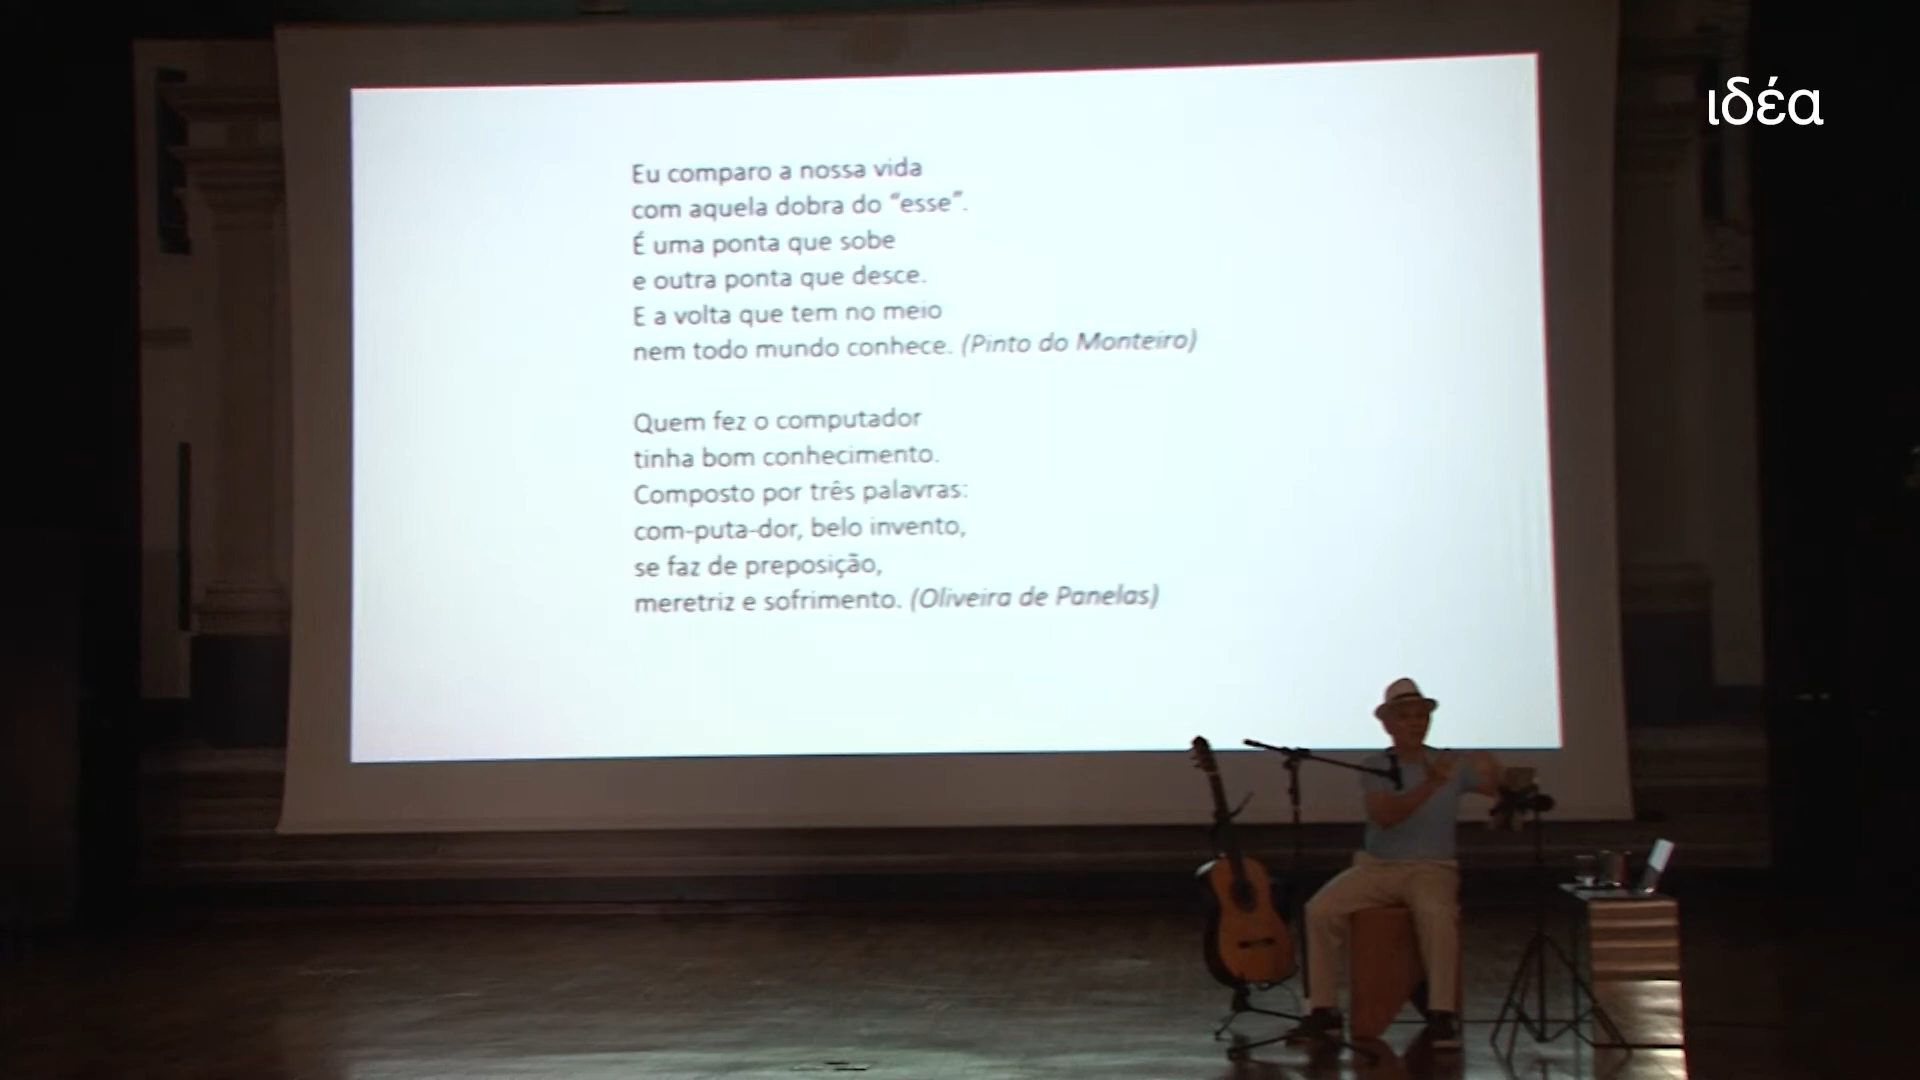 ιδέα
Eu comparo a nossa vida
com aquela dobra do “esse”.
É uma ponta que sobe
e outra ponta que desce.
E a volta que tem no meio
nem todo mundo conhece. (Pinto do Monteiro)
Quem fez o computador
tinha bom conhecimento.
Composto por três palavras:
com-puta-dor, belo invento,
se faz de preposição,
meretriz e sofrimento. (Oliveira de Panelas)